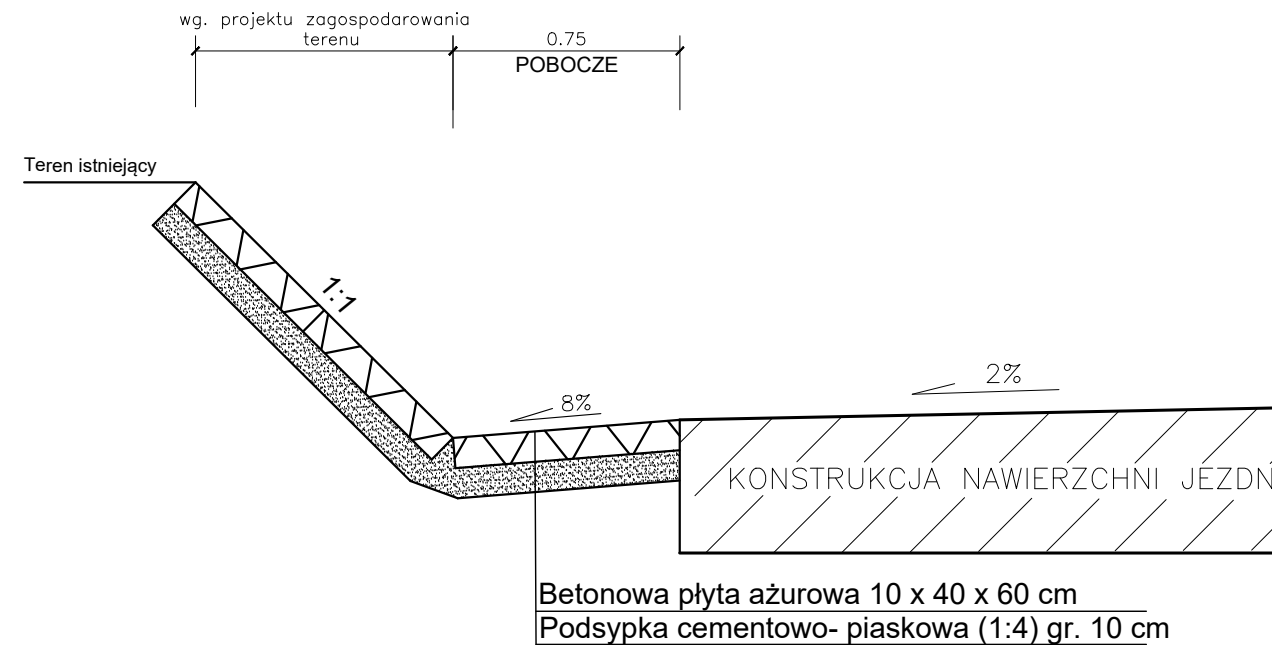 wg. projektu zagospodarowania
terenu
0.75
POBOCZE
Teren istniejący
1:1
8%
2%
KONSTRUKCJA NAWIERZCHNI JEZDN
Betonowa płyta ażurowa 10 x 40 x 60 cm
Podsypka cementowo- piaskowa (1:4) gr. 10 cm